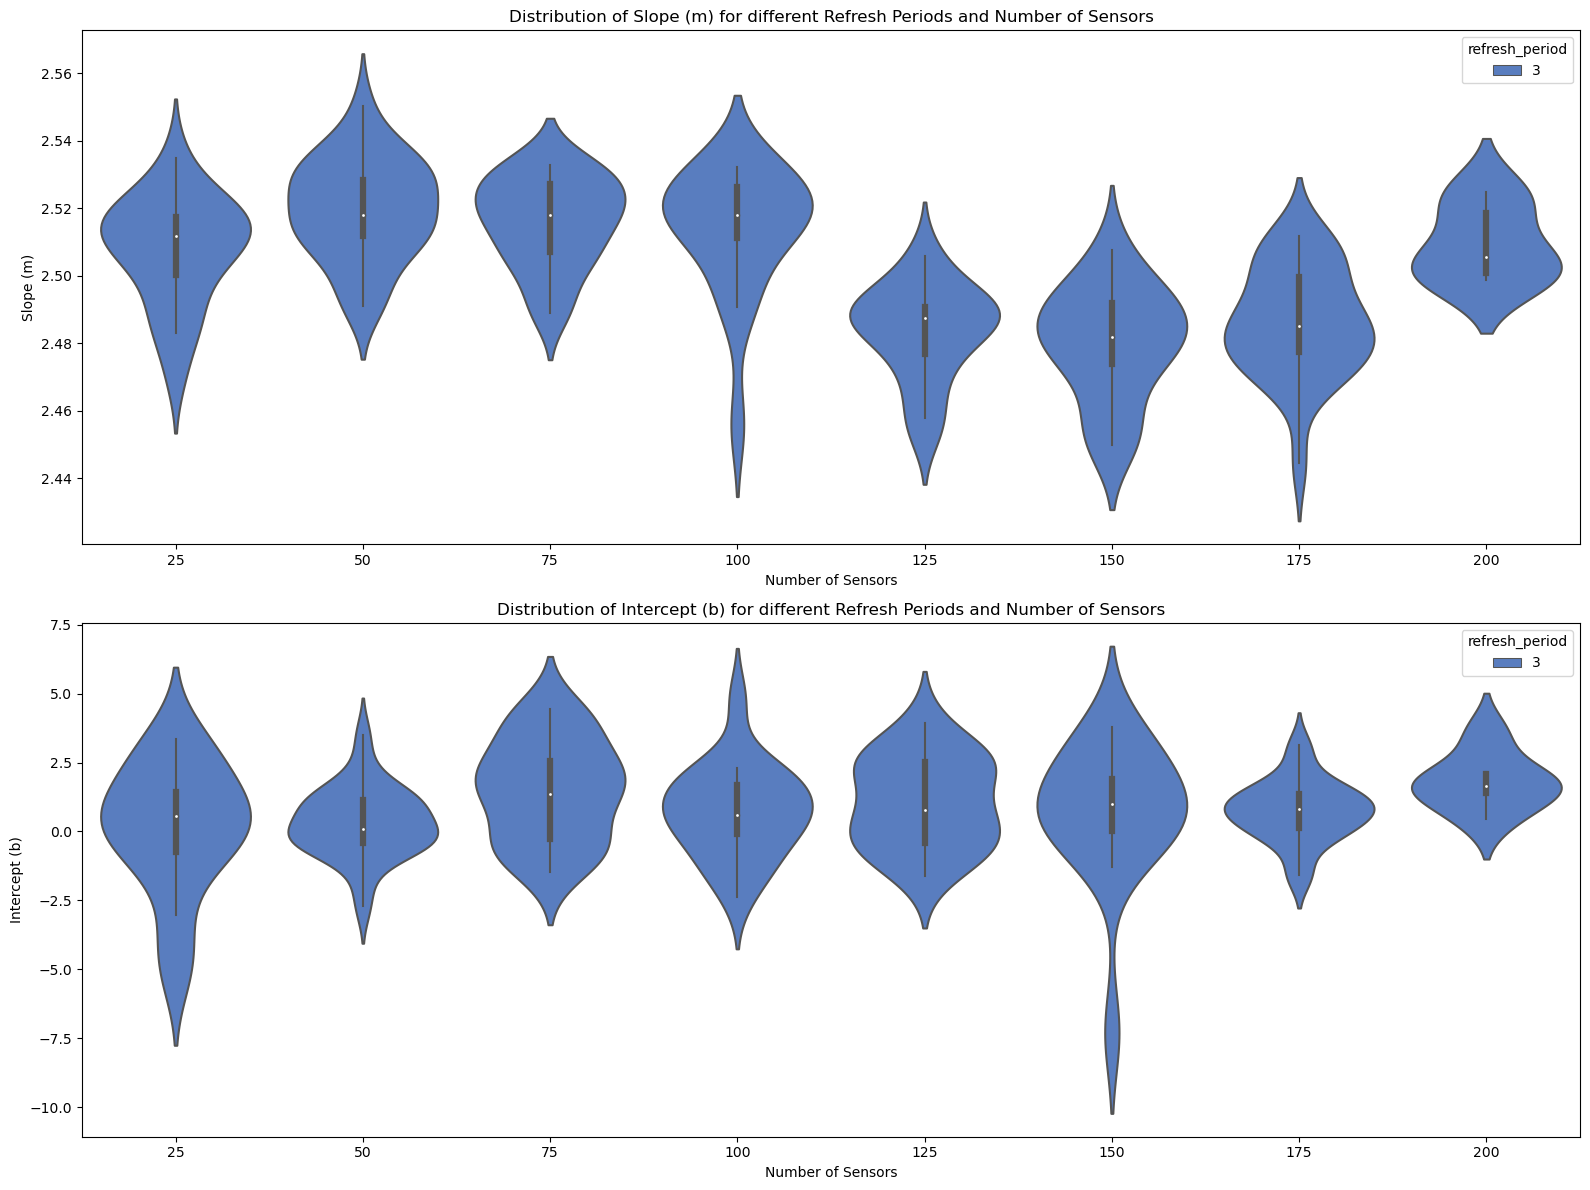 Distribution of Slope (m) for different Refresh Periods and Number of Sensors
refresh_period
3
2.56
2.54
2.52
2.50
2.48
2.46
2.44
Slope (m)
25 50 75 100 125 150 175 200
Number of Sensors
Distribution of Intercept (b) for different Refresh Periods and Number of Sensors
refresh_period
3
7.5
5.0
2.5
0.0
−2.5
−5.0
−7.5
−10.0
Intercept (b)
25 50 75 100 125 150 175 200
Number of Sensors